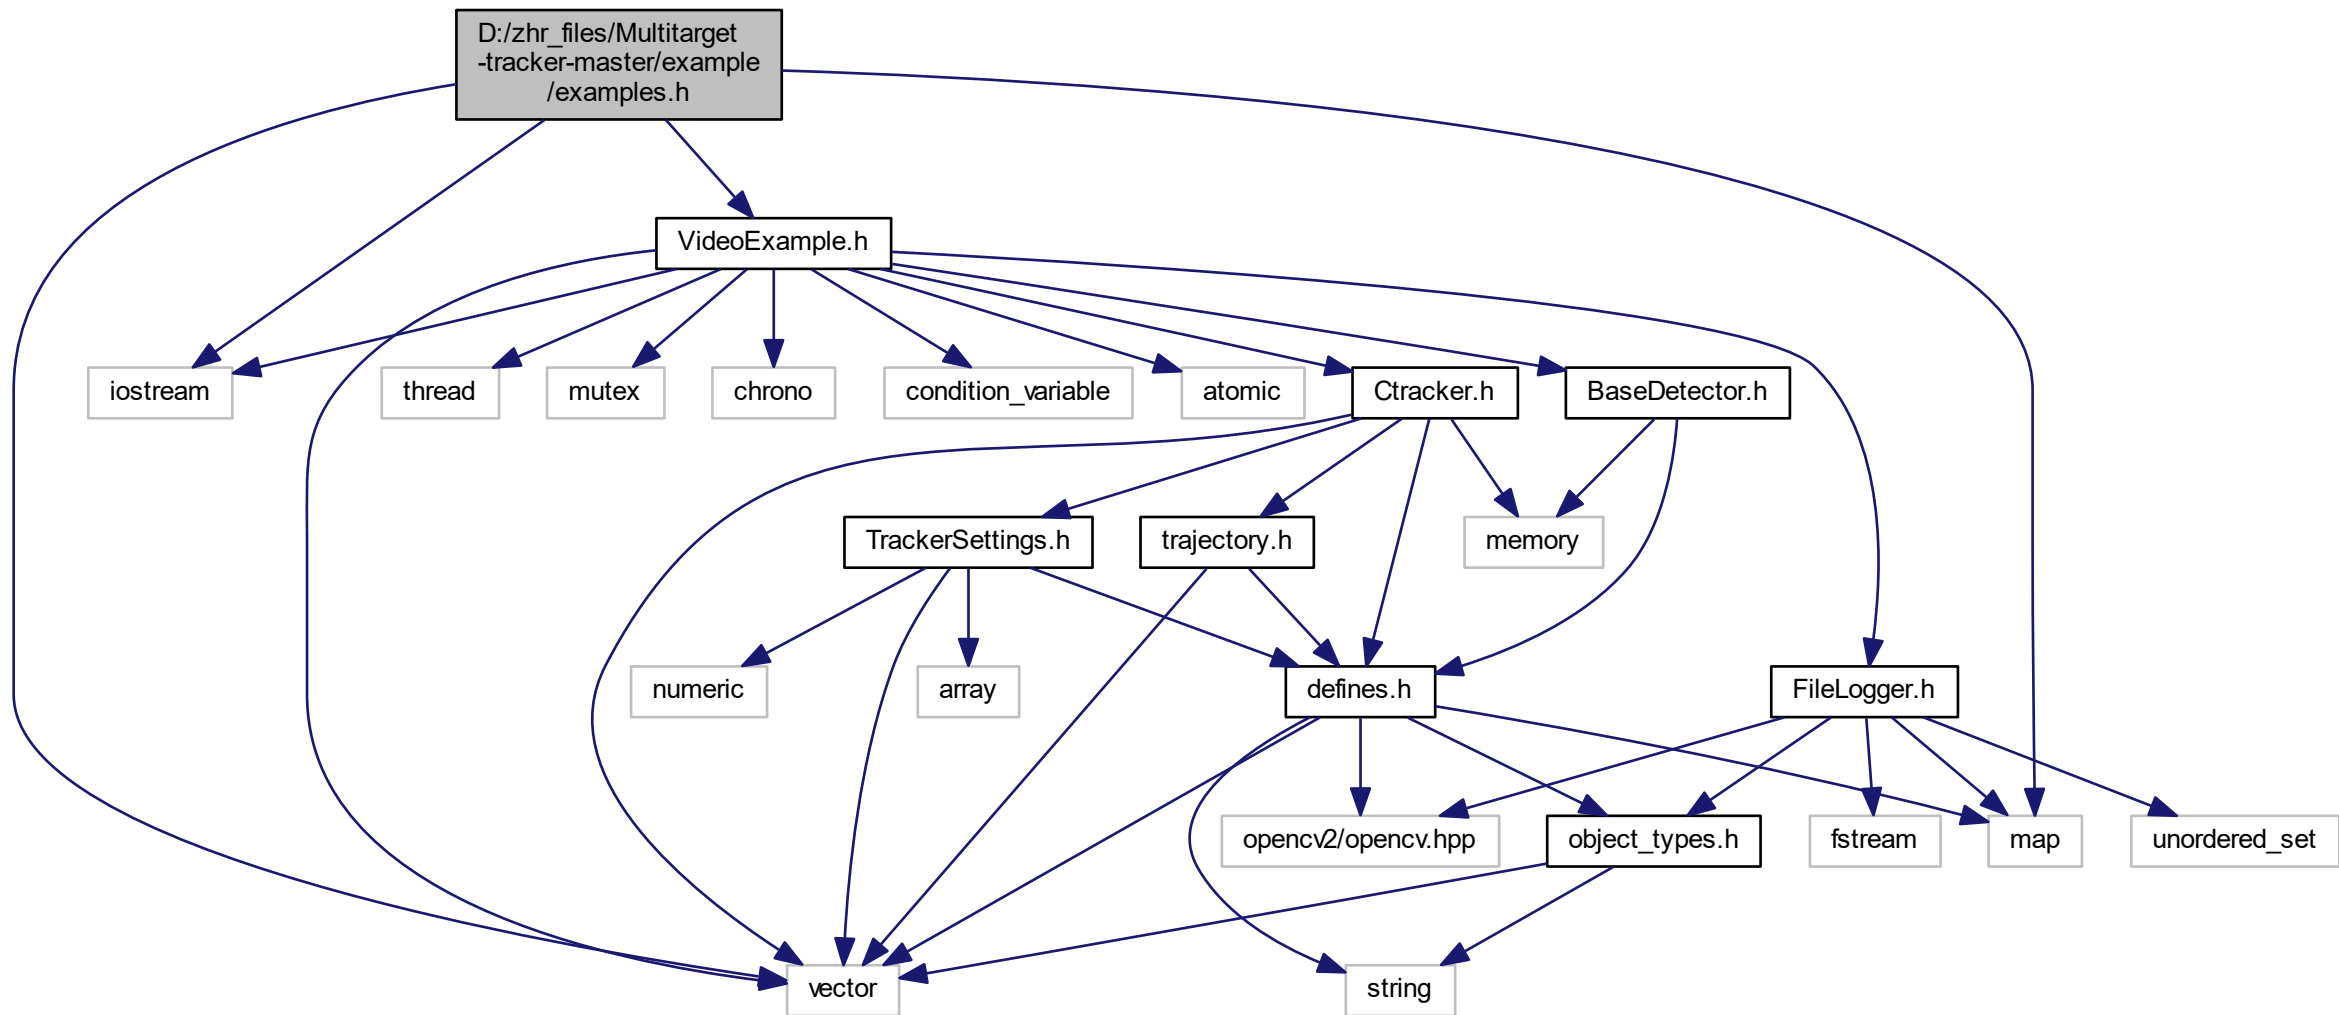 D:/zhr_files/Multitarget
-tracker-master/example
/examples.h
VideoExample.h
iostream
thread
mutex
chrono
condition_variable
atomic
Ctracker.h
BaseDetector.h
TrackerSettings.h
trajectory.h
memory
numeric
array
defines.h
FileLogger.h
opencv2/opencv.hpp
object_types.h
fstream
map
unordered_set
vector
string